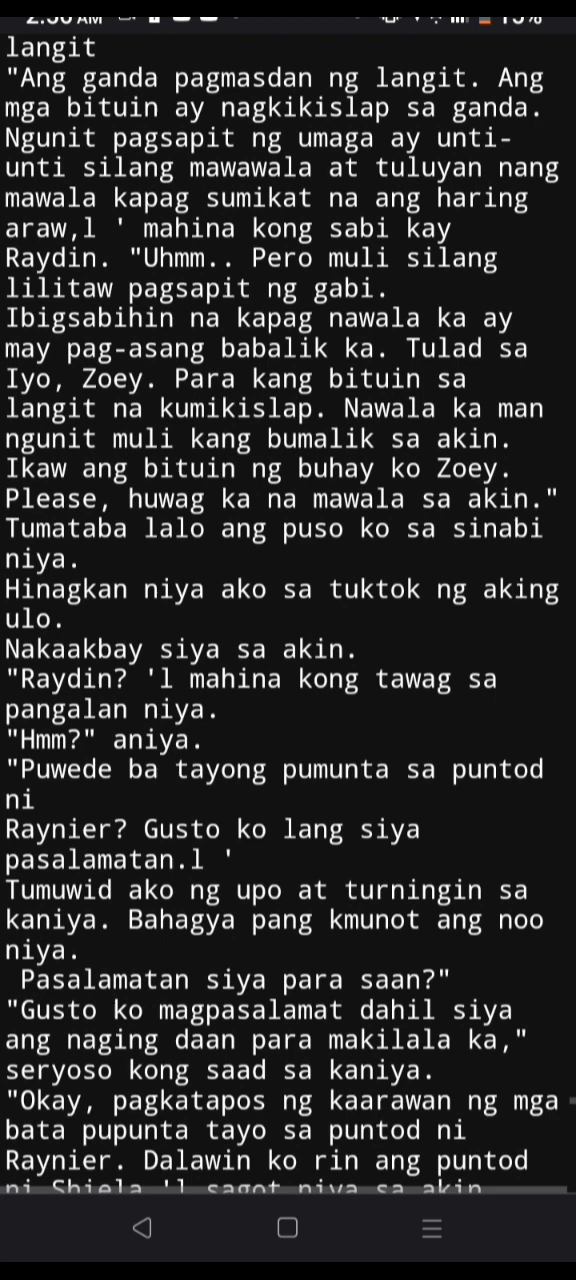 langit
"Ang ganda pagmasdan ng langit. Ang
mga bituin ay nagkikislap sa ganda.
Ngunit pagsapit ng umaga ay unti-
unti silang mawawala at tuluyan nang
mawala kapag sumikat na ang haring
araw,l ' mahina kong sabi kay
Raydin. "Uhmm.. Pero muli silang
lilitaw pagsapit ng gabi.
Ibigsabihin na kapag nawala ka ay
may pag-asang babalik ka. Tulad sa
Iyo, Zoey. Para kang bituin sa
langit na kumikislap. Nawala ka man
ngunit muli kang bumalik sa akin.
Ikaw ang bituin ng buhay ko Zoey.
Please, huwag ka na mawala sa akin."
Tumataba lalo ang puso ko sa sinabi
niya.
Hinagkan niya ako sa tuktok ng aking
ulo.
Nakaakbay siya sa akin.
"Raydin? 'l mahina kong tawag sa
pangalan niya.
"Hmm?" aniya.
"Puwede ba tayong pumunta sa puntod
ni
Raynier? Gusto ko lang siya
pasalamatan.l '
Tumuwid ako ng upo at turningin sa
kaniya. Bahagya pang kmunot ang noo
niya.
Pasalamatan siya para saan?"
"Gusto ko magpasalamat dahil siya
ang naging daan para makilala ka,"
seryoso kong saad sa kaniya.
"Okay, pagkatapos ng kaarawan ng mga
bata pupunta tayo sa puntod ni
Raynier. Dalawin ko rin ang puntod
ni Shiela 'l sagot niya sa akin